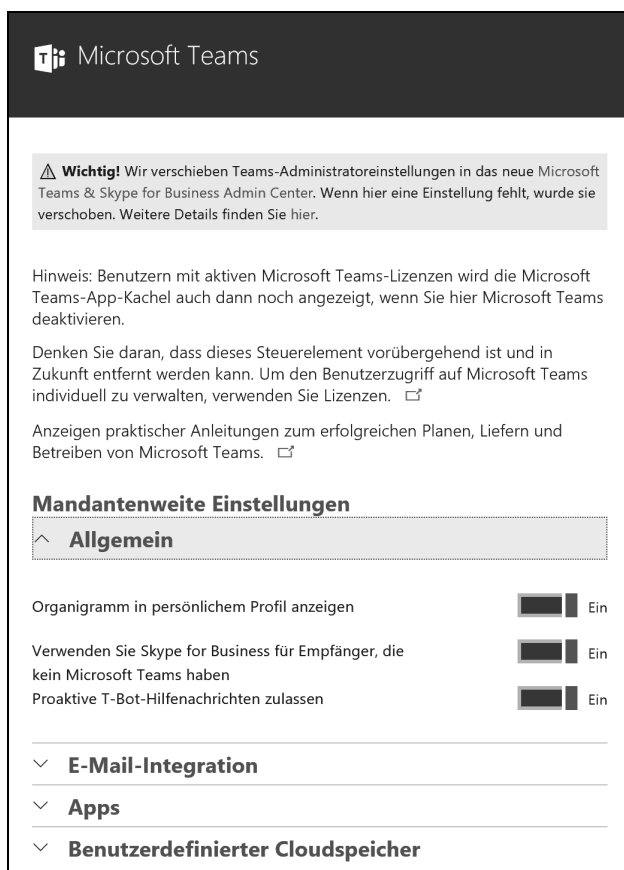 Microsoft Teams
Wichtig! Wir verschieben Teams-Administratoreinstellungen in das neue Microsoft
Teams & Skype for Business Admin Center. Wenn hier eine Einstellung fehlt, wurde sie
verschoben. Weitere Details finden Sie hier.
Hinweis: Benutzern mit aktiven Microsoft Teams-Lizenzen wird die Microsoft
Teams-App-Kachel auch dann noch angezeigt, wenn Sie hier Microsoft Teams
deaktivieren.
Denken Sie daran, dass dieses Steuerelement vorübergehend ist und in
Zukunft entfernt werden kann. Um den Benutzerzugriff auf Microsoft Teams
individuell zu verwalten, verwenden Sie Lizenzen.
Anzeigen praktischer Anleitungen zum erfolgreichen Planen, Liefern und
Betreiben von Microsoft Teams.
Mandantenweite Einstellungen
Allgemein
Organigramm in persönlichem Profil anzeigen Ein
Verwenden Sie Skype for Business für Empfänger, die Ein
kein Microsoft Teams haben
Proaktive T-Bot-Hilfenachrichten zulassen Ein
E-Mail-Integration
Apps
Benutzerdefinierter Cloudspeicher